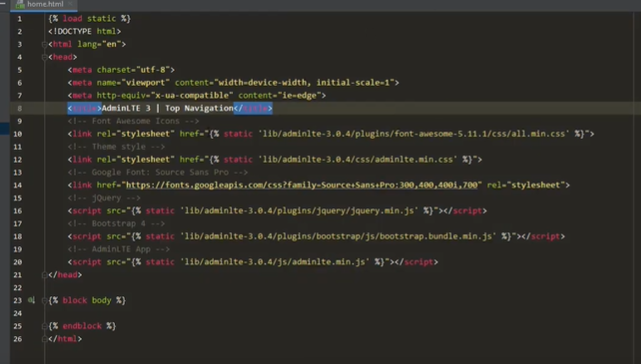 home.html
1 {% load static %}
2 <!DOCTYPE html>
3 <html lang="en">
4 <head>
5 <meta charset="utf-8">
6 <meta name="viewport" content="width=device-width, initial-scale=1">
7 <meta http-equiv="x-ua-compatible" content="ie=edge">
8 <title>AdminLTE 3 | Top Navigation</title>
9 <!-- Font Awesome Icons -->
10 <link rel="stylesheet" href="{% static 'lib/adminlte-3.0.4/plugins/font-awesome-5.11.1/css/all.min.css' %}">
11 <!-- Theme style -->
12 <link rel="stylesheet" href="{% static 'lib/adminlte-3.0.4/css/adminlte.min.css' %}">
13 <!-- Google Font: Source Sans Pro -->
14 <link href="https://fonts.googleapis.com/css?family=Source+Sans+Pro:300,400,400i,700" rel="stylesheet">
15 <!-- jQuery -->
16 <script src="{% static 'lib/adminlte-3.0.4/plugins/jquery/jquery.min.js' %}"></script>
17 <!-- Bootstrap 4 -->
18 <script src="{% static 'lib/adminlte-3.0.4/plugins/bootstrap/js/bootstrap.bundle.min.js' %}"></script>
19 <!-- AdminLTE App -->
20 <script src="{% static 'lib/adminlte-3.0.4/js/adminlte.min.js' %}"></script>
21 </head>
22
23 {% block body %}
24
25 {% endblock %}
26 </html>